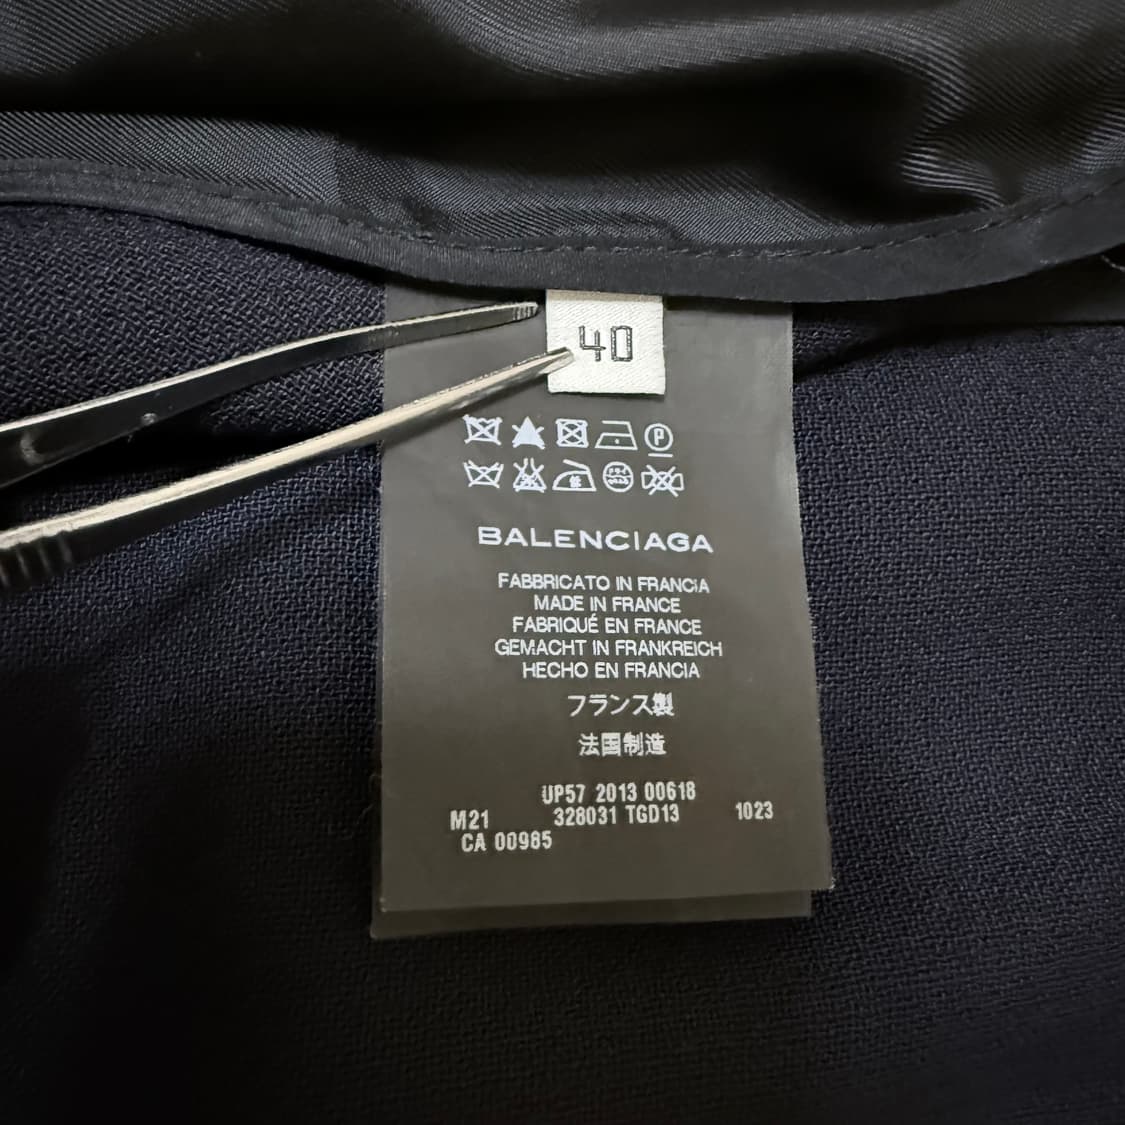 40
P
BALENCIAGA
FABBRICATO IN FRANCIA
MADE IN FRANCE
FABRIQUÉ EN FRANCE
GEMACHT IN FRANKREICH
HECHO EN FRANCIA
フランス製
法国制造
UP57 2013 00618
M21 328031 TGD13 1023
CA 00985